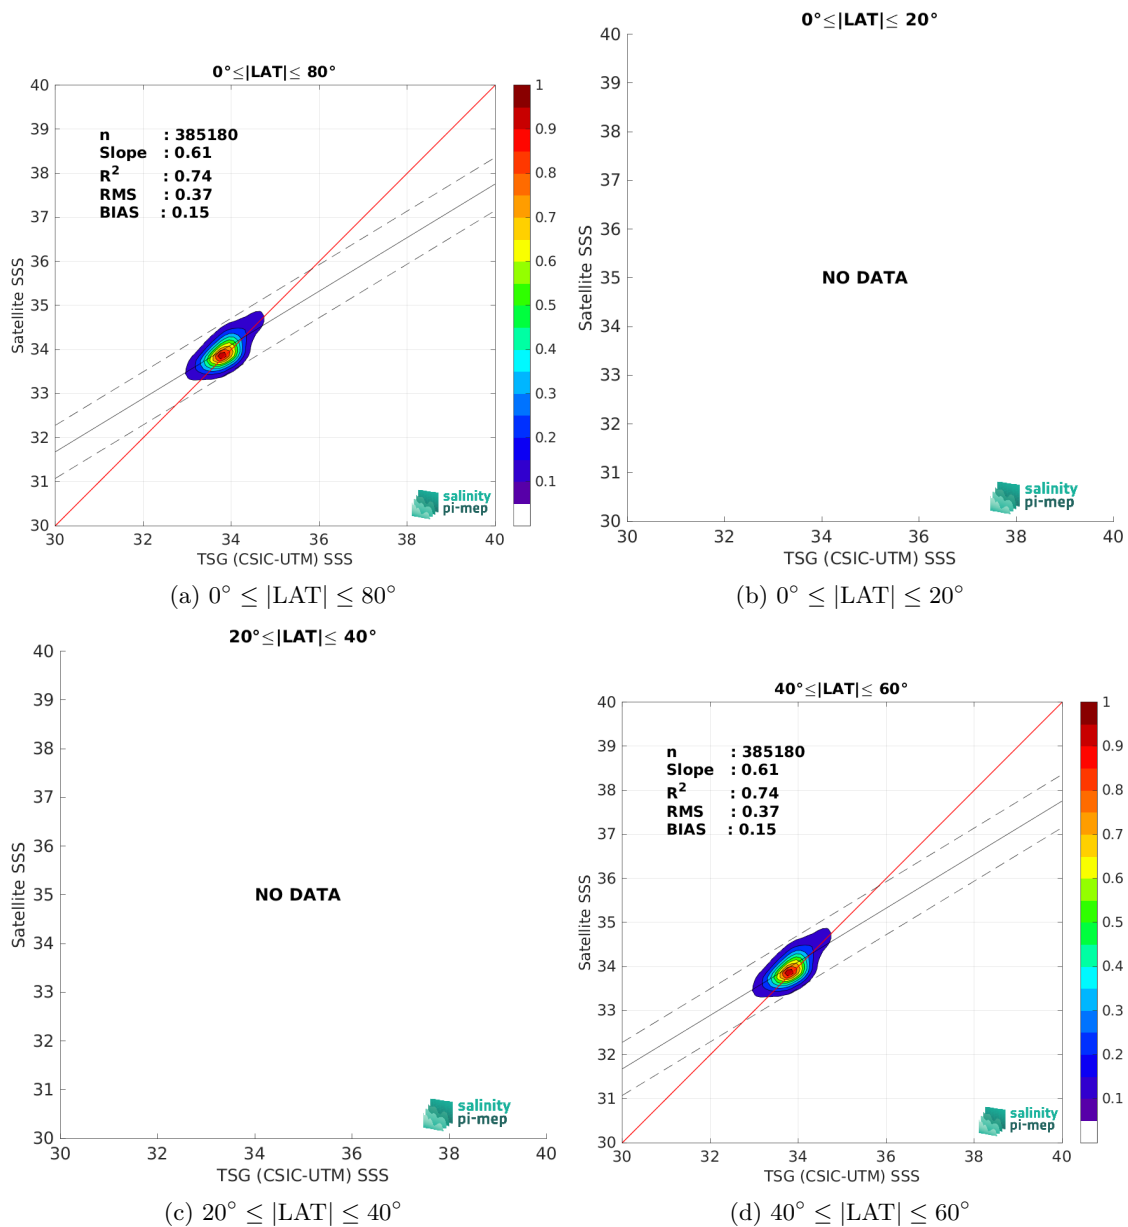 0°≤|LAT|≤ 80°
40
39
38
37
36
35
34
33
32
31
30
Satellite SSS
n : 385180
Slope : 0.61
R² : 0.74
RMS : 0.37
BIAS : 0.15
1
0.9
0.8
0.7
0.6
0.5
0.4
0.3
0.2
0.1
salinity
pi-mep
30 32 34 36 38 40
TSG (CSIC-UTM) SSS
(a) 0° ≤ |LAT| ≤ 80°
0°≤|LAT|≤ 20°
40
39
38
37
36
35
34
33
32
31
30
Satellite SSS
NO DATA
salinity
pi-mep
30 32 34 36 38 40
TSG (CSIC-UTM) SSS
(b) 0° ≤ |LAT| ≤ 20°
20°≤|LAT|≤ 40°
40
39
38
37
36
35
34
33
32
31
30
Satellite SSS
NO DATA
salinity
pi-mep
30 32 34 36 38 40
TSG (CSIC-UTM) SSS
(c) 20° ≤ |LAT| ≤ 40°
40°≤|LAT|≤ 60°
40
39
38
37
36
35
34
33
32
31
30
Satellite SSS
n : 385180
Slope : 0.61
R² : 0.74
RMS : 0.37
BIAS : 0.15
1
0.9
0.8
0.7
0.6
0.5
0.4
0.3
0.2
0.1
salinity
pi-mep
30 32 34 36 38 40
TSG (CSIC-UTM) SSS
(d) 40° ≤ |LAT| ≤ 60°